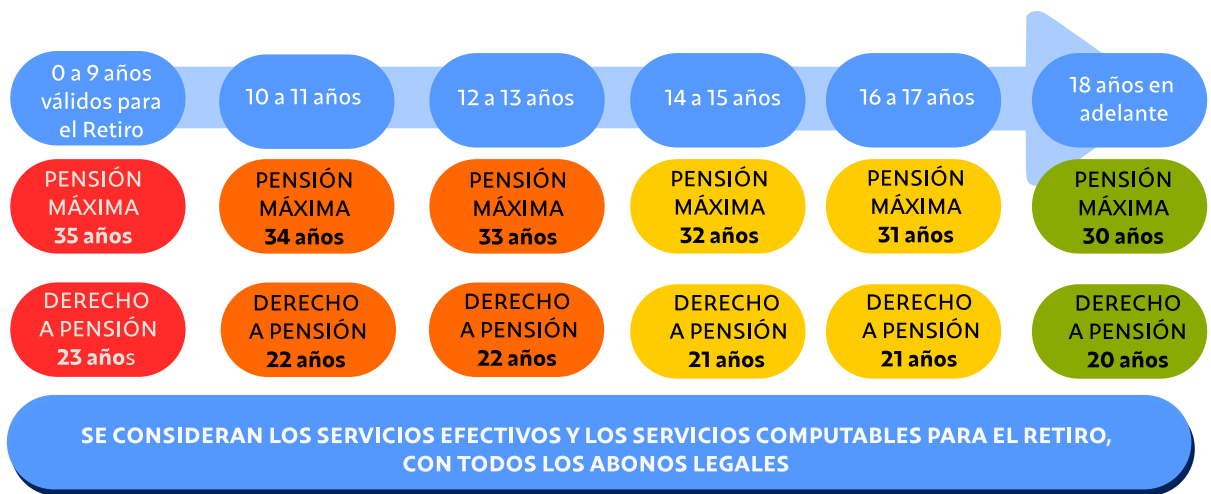 0 a 9 años
válidos para
el Retiro
10 a 11 años
12 a 13 años
14 a 15 años
16 a 17 años
18 años en
adelante
PENSIÓN
MÁXIMA
35 años
PENSIÓN
MÁXIMA
34 años
PENSIÓN
MÁXIMA
33 años
PENSIÓN
MÁXIMA
32 años
PENSIÓN
MÁXIMA
31 años
PENSIÓN
MÁXIMA
30 años
DERECHO
A PENSIÓN
23 años
DERECHO
A PENSIÓN
22 años
DERECHO
A PENSIÓN
22 años
DERECHO
A PENSIÓN
21 años
DERECHO
A PENSIÓN
21 años
DERECHO
A PENSIÓN
20 años
SE CONSIDERAN LOS SERVICIOS EFECTIVOS Y LOS SERVICIOS COMPUTABLES PARA EL RETIRO,
CON TODOS LOS ABONOS LEGALES